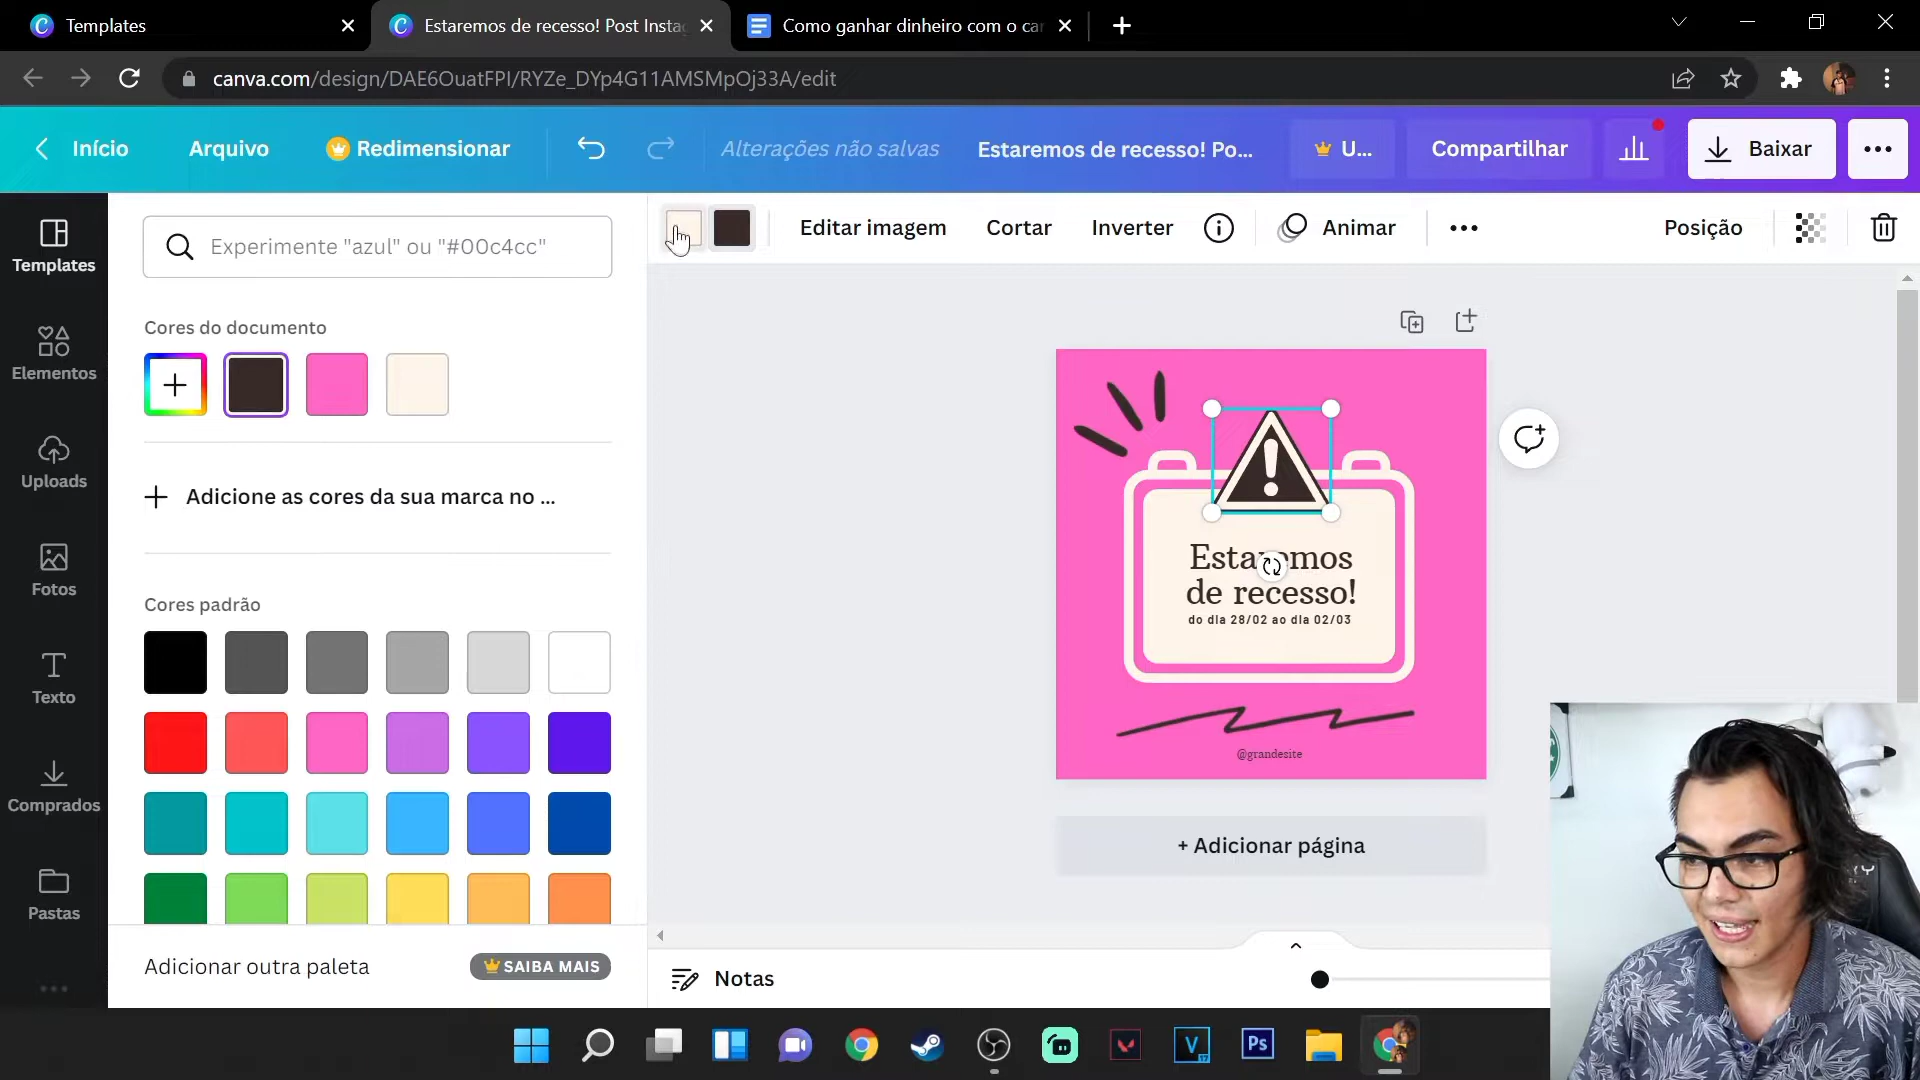 Templates
Estaremos de recesso! Post Insta
Como ganhar dinheiro com o ca
canva.com/design/DAE6OuatFPI/RYZe_DYp4G11AMSMpOj33A/edit
Início
Arquivo
Redimensionar
Alterações não salvas
Estaremos de recesso! Po...
U...
Compartilhar
Baixar
Templates
Elementos
Uploads
Fotos
Texto
Comprados
Pastas
Experimente "azul" ou "#00c4cc"
Cores do documento
Adicione as cores da sua marca no ...
Cores padrão
Adicionar outra paleta
SAIBA MAIS
Editar imagem
Cortar
Inverter
Animar
Posição
Estaremos
de recesso!
do dia 28/02 ao dia 02/03
@grandesite
+ Adicionar página
Notas
V
Ps